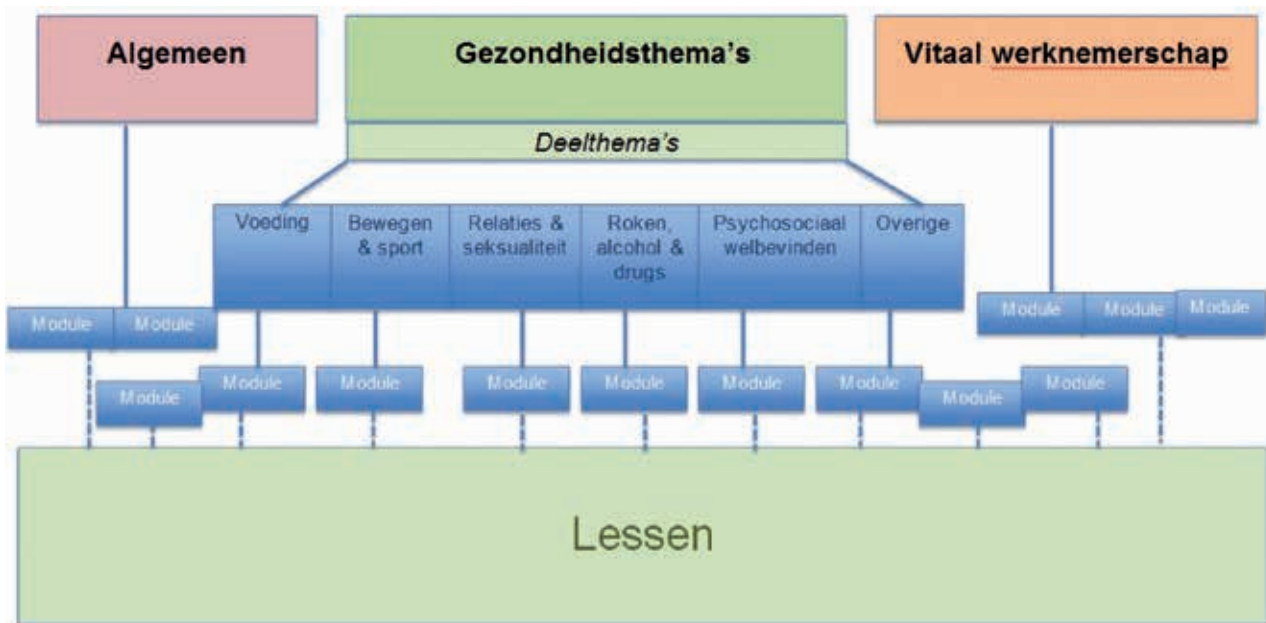 Algemeen
Gezondheidsthema's
Vitaal werknemerschap
Deelthema's
Voeding
Bewegen
& sport
Relaties &
seksualiteit
Roken,
alcohol &
drugs
Psychosociaal
welbevinden
Overige
Module
Module
Module
Module
Module
Module
Module
Module
Module
Module
Module
Module
Module
Module
Lessen